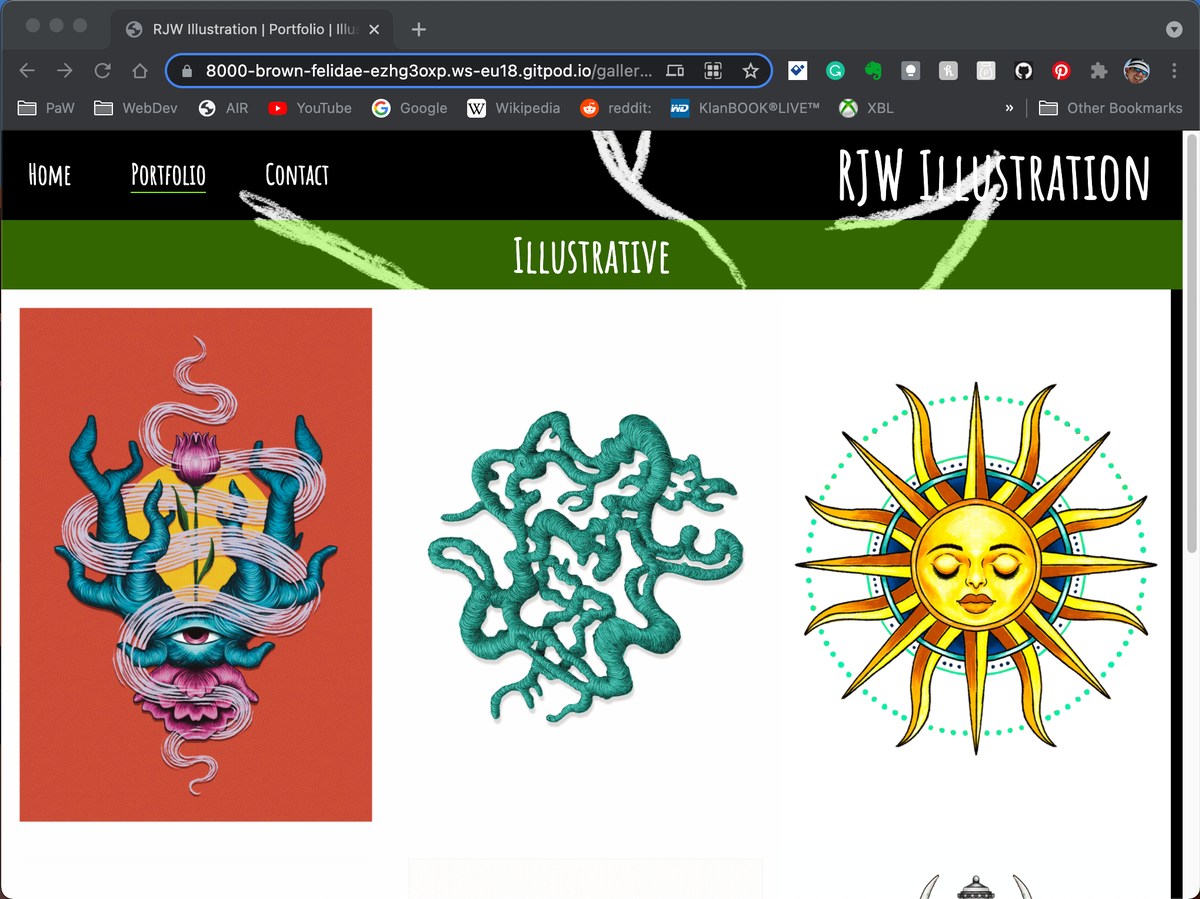 RJW Illustration | Portfolio | Illus
8000-brown-felidae-ezhg3oxp.ws-eu18.gitpod.io/galler...
PaW WebDev AIR YouTube Google Wikipedia reddit: KlanBOOK®LIVE™ XBL » Other Bookmarks
Home Portfolio Contact RJW Illustration
Illustrative